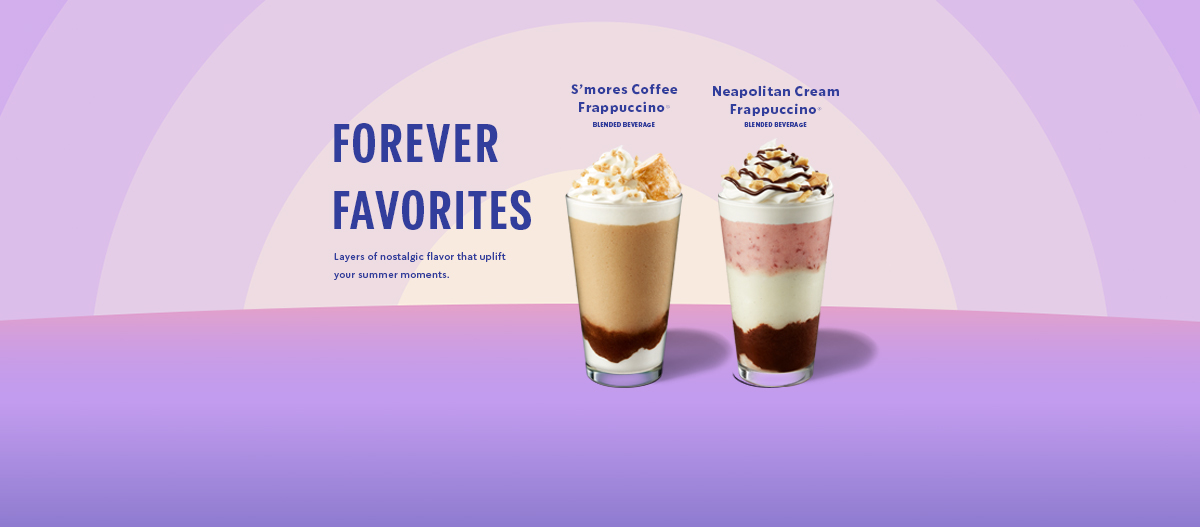 FOREVER
FAVORITES
Layers of nostalgic flavor that uplift
your summer moments.
S'mores Coffee
Frappuccino®
BLENDED BEVERAGE
Neapolitan Cream
Frappuccino®
BLENDED BEVERAGE